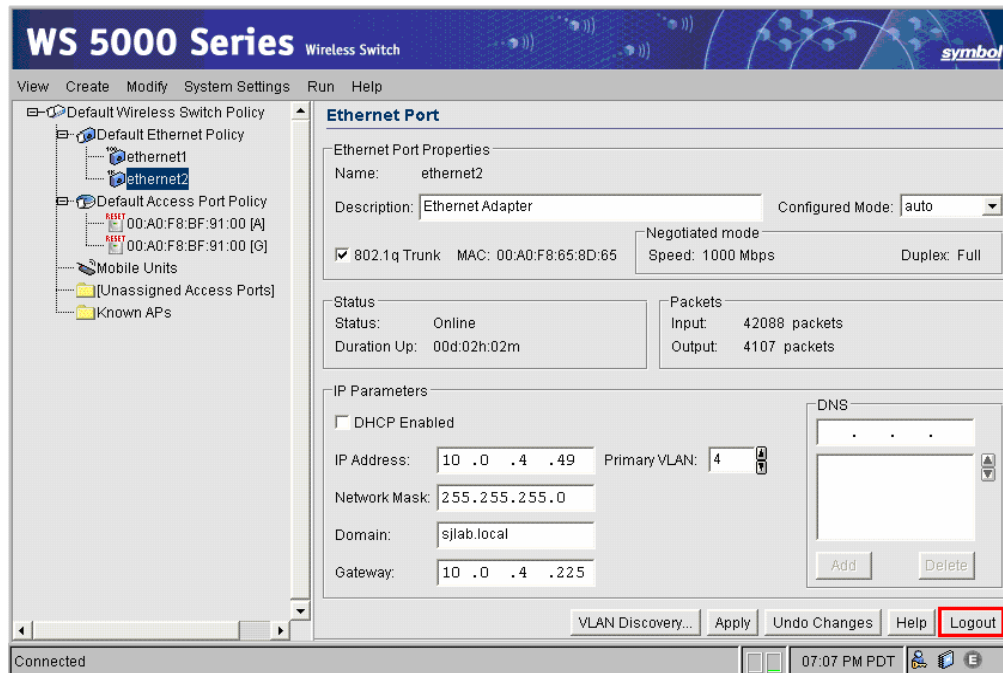 WS 5000 Series Wireless Switch
symbol
View Create Modify System Settings Run Help
Default Wireless Switch Policy
Default Ethernet Policy
ethernet1
ethernet2
Default Access Port Policy
RESET 00:A0:F8:BF:91:00 [A]
RESET 00:A0:F8:BF:91:00 [G]
Mobile Units
[Unassigned Access Ports]
Known APs
Ethernet Port
Ethernet Port Properties
Name: ethernet2
Description: Ethernet Adapter Configured Mode: auto
802.1q Trunk MAC: 00:A0:F8:65:8D:65
Negotiated mode
Speed: 1000 Mbps Duplex: Full
Status
Status: Online
Duration Up: 00d:02h:02m
Packets
Input: 42088 packets
Output: 4107 packets
IP Parameters
DHCP Enabled
IP Address: 10 .0 .4 .49 Primary VLAN: 4
Network Mask: 255.255.255.0
Domain: sjlab.local
Gateway: 10 .0 .4 .225
DNS
. . .
Add Delete
VLAN Discovery... Apply Undo Changes Help Logout
Connected 07:07 PM PDT E